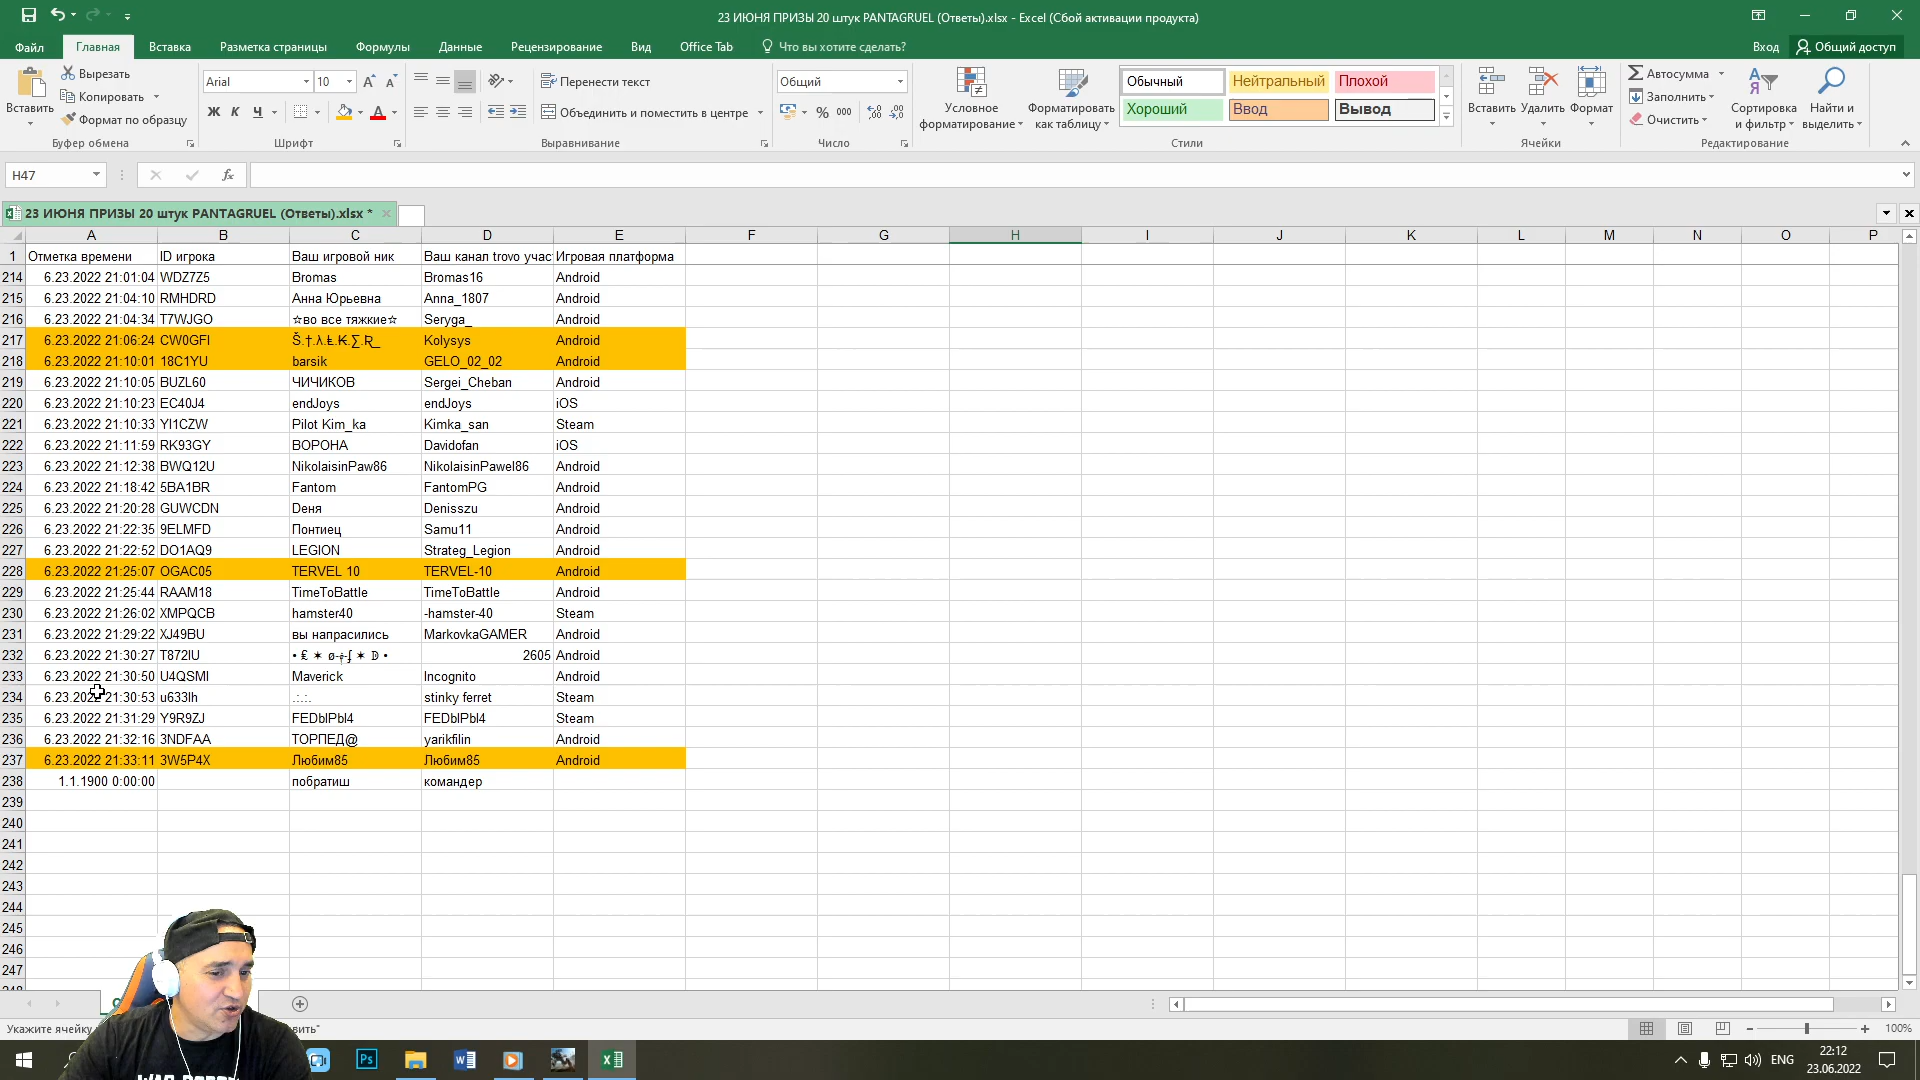 23 ИЮНЯ ПРИЗЫ 20 штук PANTAGRUEL (Ответы).xlsx - Excel (Сбой активации продукта)
Файл Главная Вставка Разметка страницы Формулы Данные Рецензирование Вид Office Tab Что вы хотите сделать? Вход Общий доступ
Вставить
Вырезать
Копировать
Формат по образцу
Буфер обмена
Arial 10
Ж К Ч
Шрифт
Перенести текст
Объединить и поместить в центре
Выравнивание
Общий
% 000
Число
Условное форматирование
Форматировать как таблицу
Обычный Нейтральный Плохой
Хороший Ввод Вывод
Стили
Вставить Удалить Формат
Ячейки
Автосумма
Заполнить
Очистить
Сортировка и фильтр
Найти и выделить
Редактирование
H47 fx
23 ИЮНЯ ПРИЗЫ 20 штук PANTAGRUEL (Ответы).xlsx *
A B C D E F G H I J K L M N O P
1 Отметка времени ID игрока Ваш игровой ник Ваш канал trovo учас Игровая платформа
214 6.23.2022 21:01:04 WDZ7Z5 Bromas Bromas16 Android
215 6.23.2022 21:04:10 RMHDRD Анна Юрьевна Anna_1807 Android
216 6.23.2022 21:04:34 T7WJGO ☆во все тяжкие☆ Seryga_ Android
217 6.23.2022 21:06:24 CW0GFI Kolysys Android
218 6.23.2022 21:10:01 18C1YU barsik GELO_02_02 Android
219 6.23.2022 21:10:05 BUZL60 ЧИЧИКОВ Sergei_Cheban Android
220 6.23.2022 21:10:23 EC40J4 endJoys endJoys iOS
221 6.23.2022 21:10:33 YI1CZW Pilot Kim_ka Kimka_san Steam
222 6.23.2022 21:11:59 RK93GY ВОРОНА Davidofan iOS
223 6.23.2022 21:12:38 BWQ12U NikolaisinPaw86 NikolaisinPawel86 Android
224 6.23.2022 21:18:42 5BA1BR Fantom FantomPG Android
225 6.23.2022 21:20:28 GUWCDN Dеня Denisszu Android
226 6.23.2022 21:22:35 9ELMFD Понтиец Samu11 Android
227 6.23.2022 21:22:52 DO1AQ9 LEGION Strateg_Legion Android
228 6.23.2022 21:25:07 OGAC05 TERVEL 10 TERVEL-10 Android
229 6.23.2022 21:25:44 RAAM18 TimeToBattle TimeToBattle Android
230 6.23.2022 21:26:02 XMPQCB hamster40 -hamster-40 Steam
231 6.23.2022 21:29:22 XJ49BU вы напрасились MarkovkaGAMER Android
232 6.23.2022 21:30:27 T872IU 2605 Android
233 6.23.2022 21:30:50 U4QSMI Maverick Incognito Android
234 6.23.2022 21:30:53 u633lh .:.:. stinky ferret Steam
235 6.23.2022 21:31:29 Y9R9ZJ FEDblPbl4 FEDblPbl4 Steam
236 6.23.2022 21:32:16 3NDFAA ТОРПЕД@ yarikfilin Android
237 6.23.2022 21:33:11 3W5P4X Любим85 Любим85 Android
238 1.1.1900 0:00:00 побратиш командер
239
240
241
242
243
244
245
246
247
Укажите ячейку
вить"
100%
Ps
ENG
22:12
23.06.2022